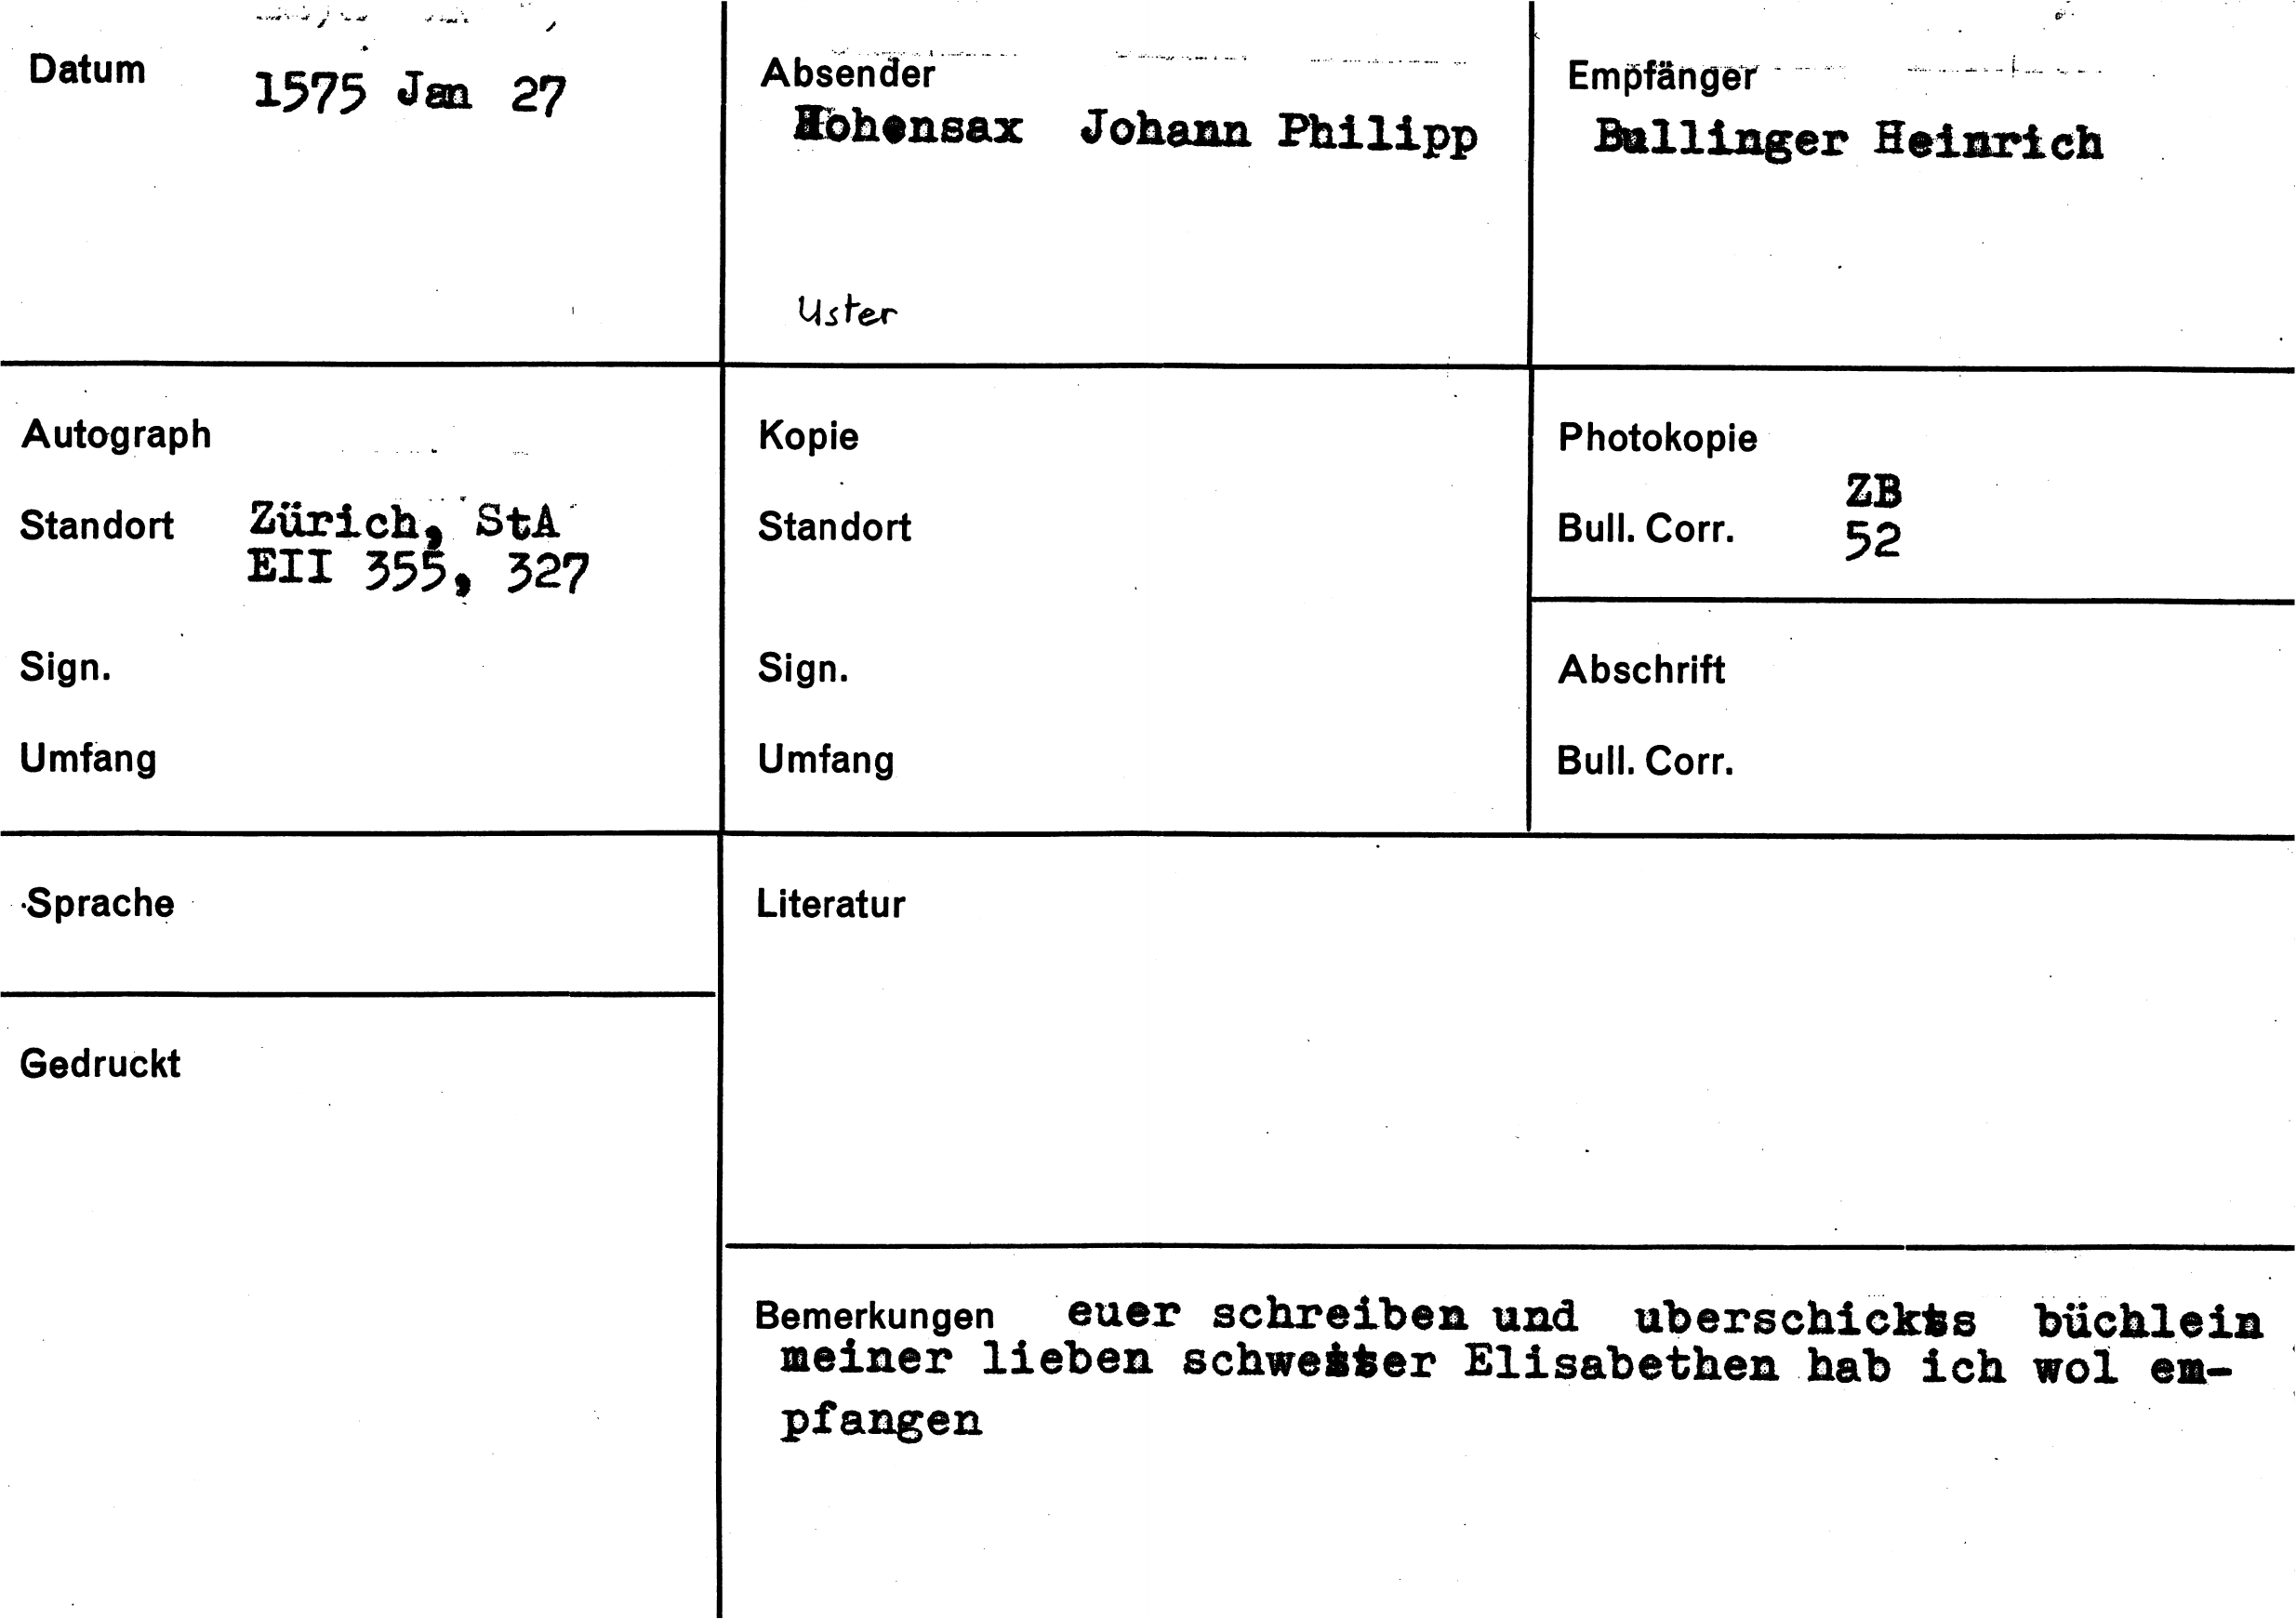 Datum
1575 Jan 27
Absender
Hohensax Johann Philipp
Uster
Empfänger
Bullinger Heinrich
Autograph
Standort Zürich, StA
EII 355, 327
Sign.
Umfang
Kopie
Standort
Sign.
Umfang
Photokopie
ZB
Bull. Corr. 52
Abschrift
Bull. Corr.
Sprache
Gedruckt
Literatur
Bemerkungen euer schreiben und uberschickts büchlein
meiner lieben schwester Elisabethen hab ich wol em-
pfangen